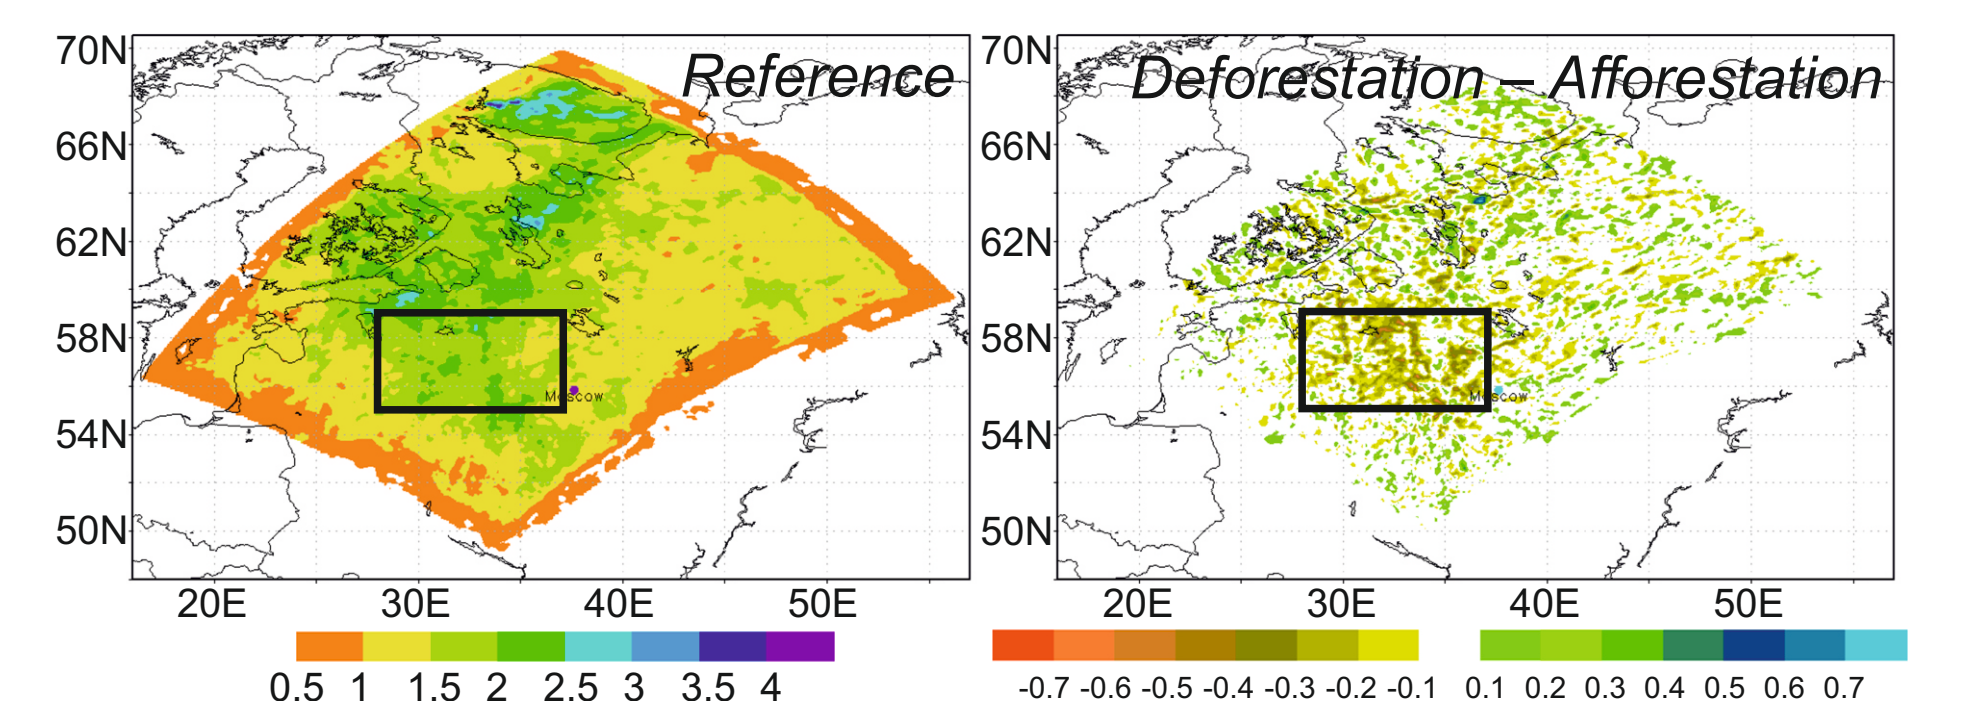 Reference
70N
66N
62N
58N
54N
50N
Moscow
20E 30E 40E 50E
0.5 1 1.5 2 2.5 3 3.5 4
Deforestation – Afforestation
70N
66N
62N
58N
54N
50N
Moscow
20E 30E 40E 50E
-0.7 -0.6 -0.5 -0.4 -0.3 -0.2 -0.1 0.1 0.2 0.3 0.4 0.5 0.6 0.7